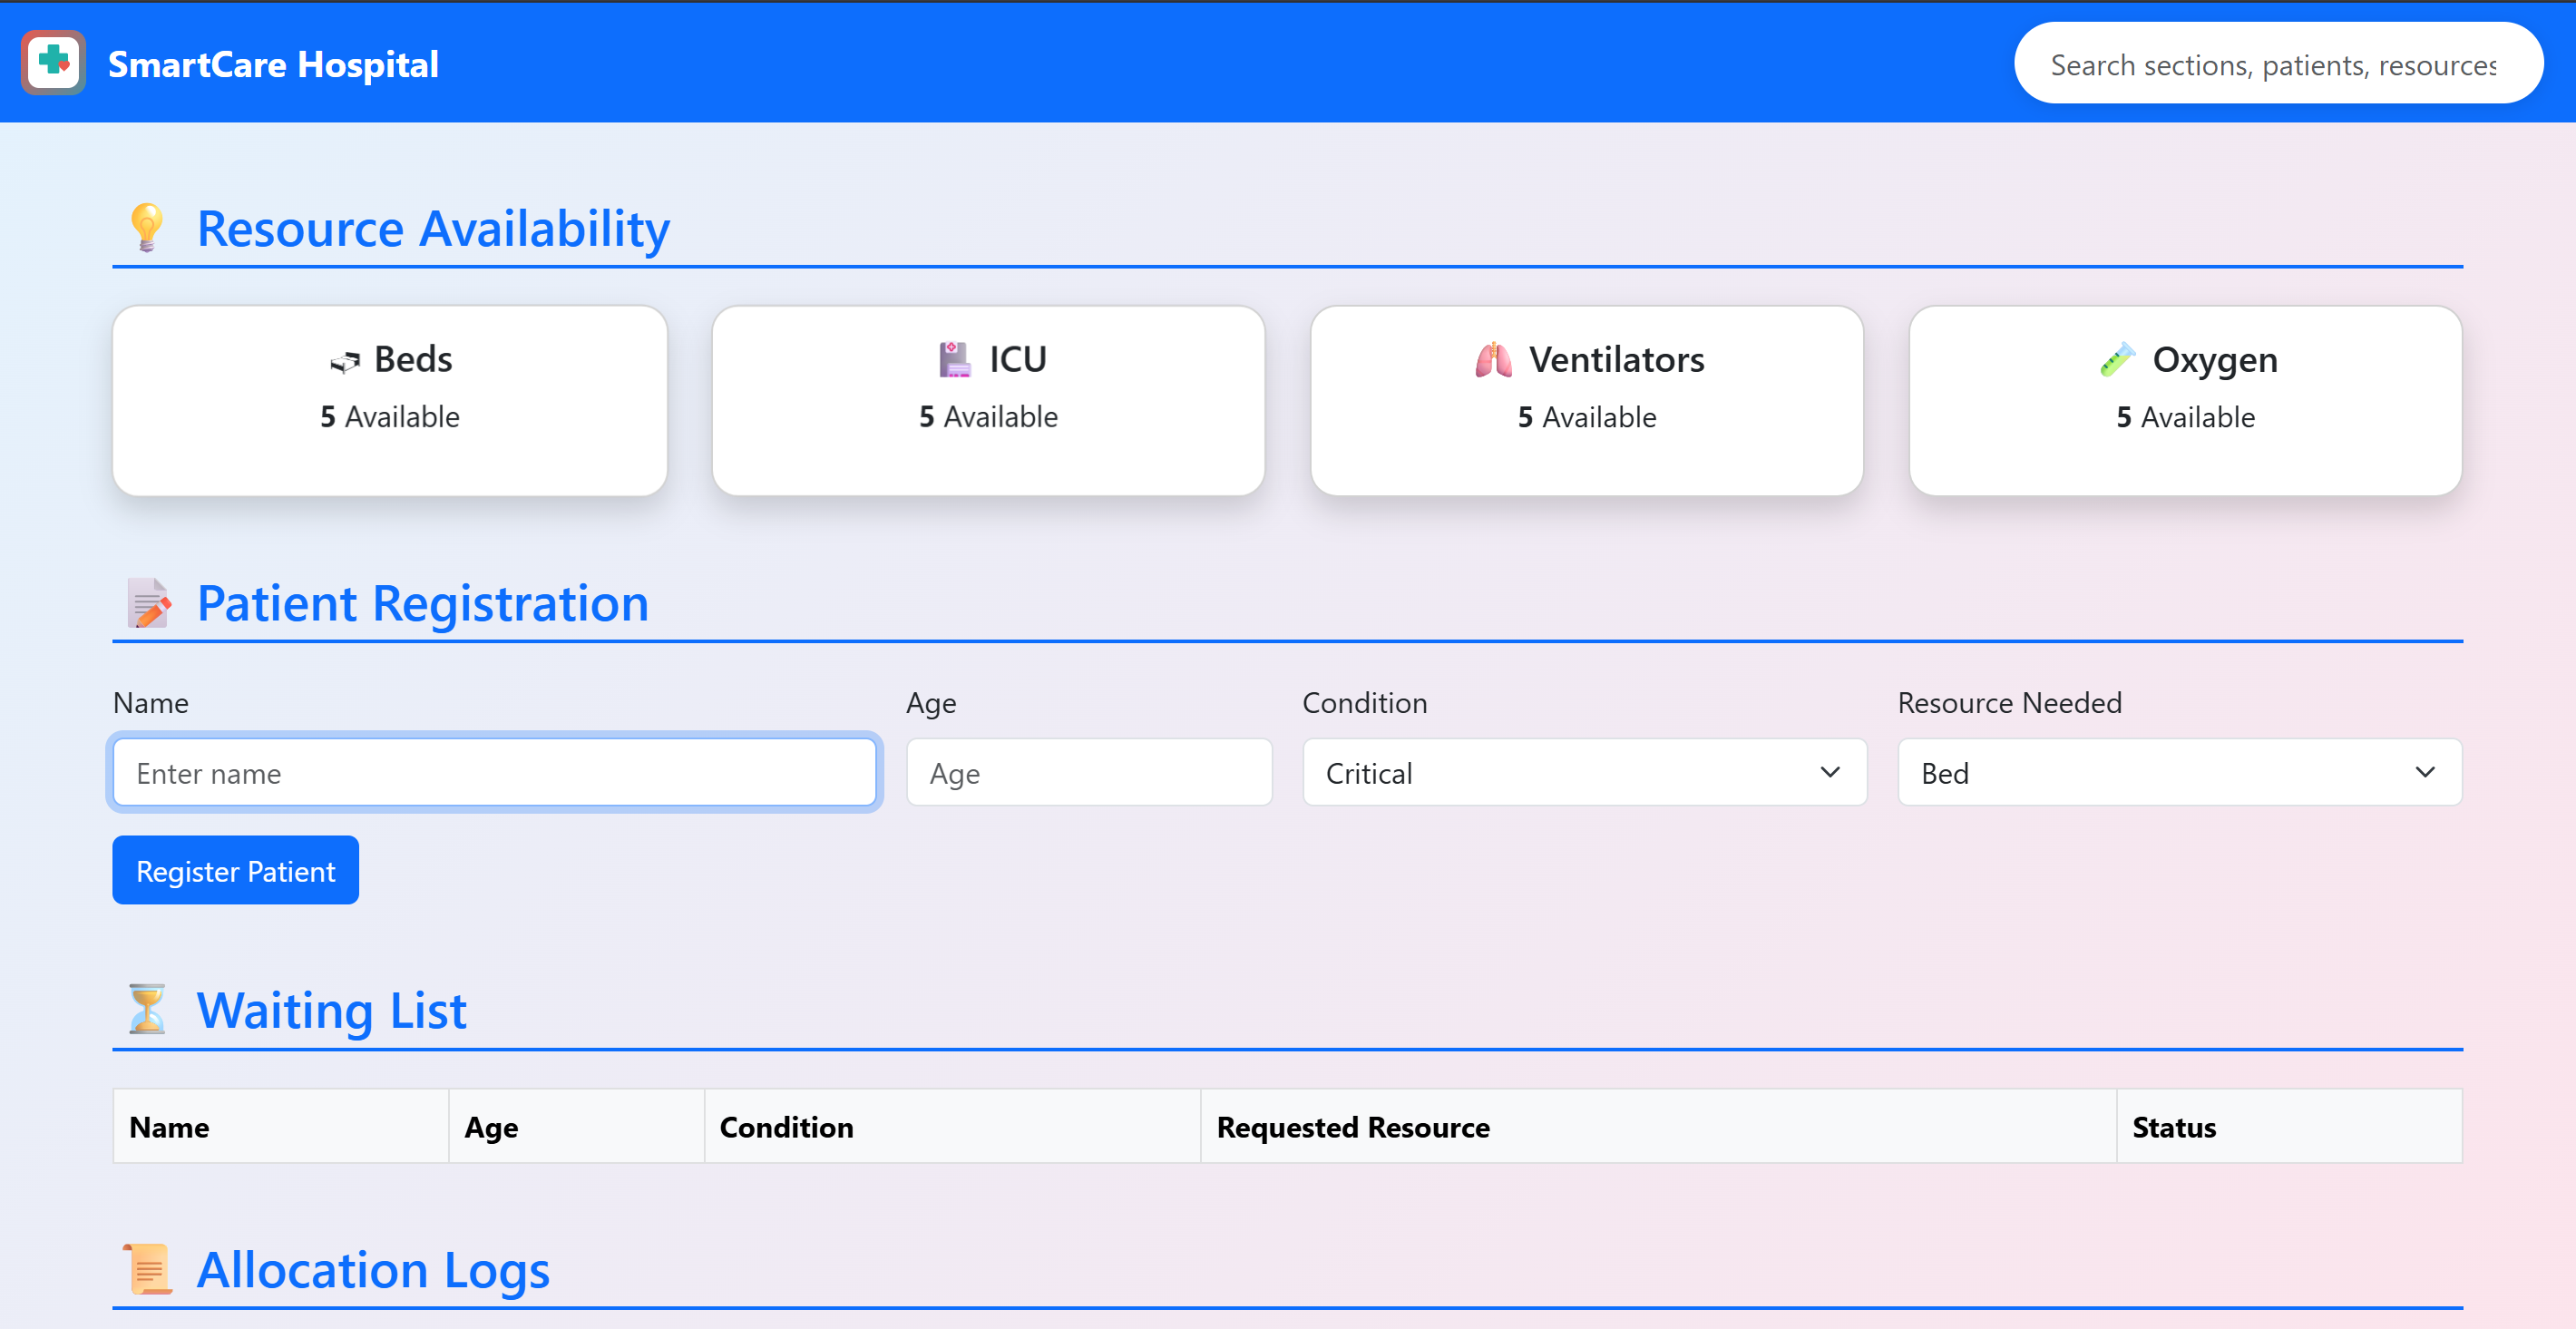 SmartCare Hospital
Search sections, patients, resources
Resource Availability
Beds
5 Available
ICU
5 Available
Ventilators
5 Available
Oxygen
5 Available
Patient Registration
Name
Enter name
Age
Age
Condition
Critical
Resource Needed
Bed
Register Patient
Waiting List
Name Age Condition Requested Resource Status
Allocation Logs